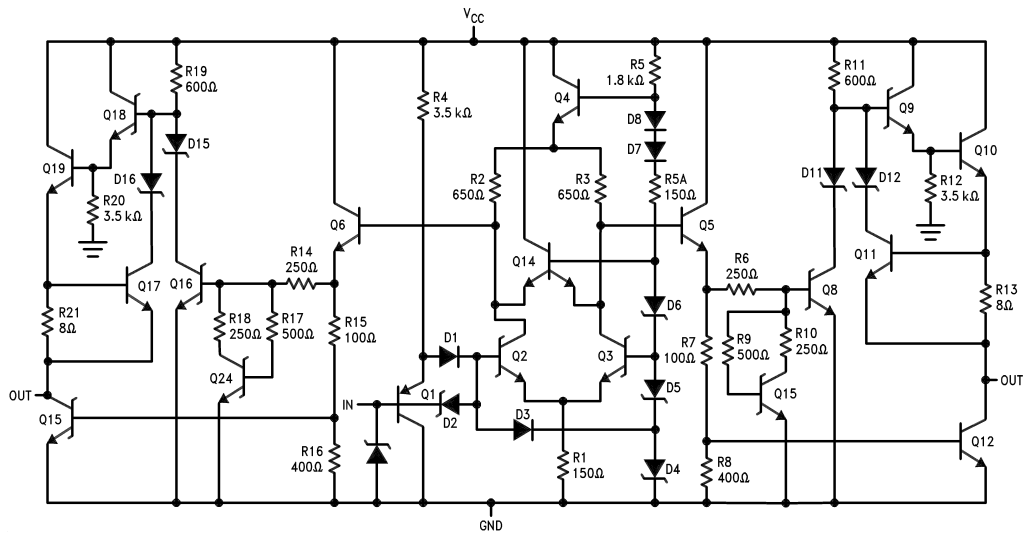 VCC
R19
600Ω
Q18
D15
Q19
D16
R20
3.5 kΩ
Q17
Q16
R14
250Ω
Q6
R4
3.5 kΩ
Q4
R5
1.8 kΩ
D8
D7
R2
650Ω
R3
650Ω
R5A
150Ω
Q14
Q5
D6
R11
600Ω
Q9
Q10
D11
D12
R12
3.5 kΩ
Q11
R6
250Ω
Q8
R13
8Ω
R21
8Ω
R18
250Ω
R17
500Ω
R15
100Ω
D1
Q2
Q3
R7
100Ω
R9
500Ω
R10
250Ω
Q24
Q1
IN
D2
D3
D5
Q15
OUT
OUT
Q15
R16
400Ω
R1
150Ω
D4
R8
400Ω
Q12
GND